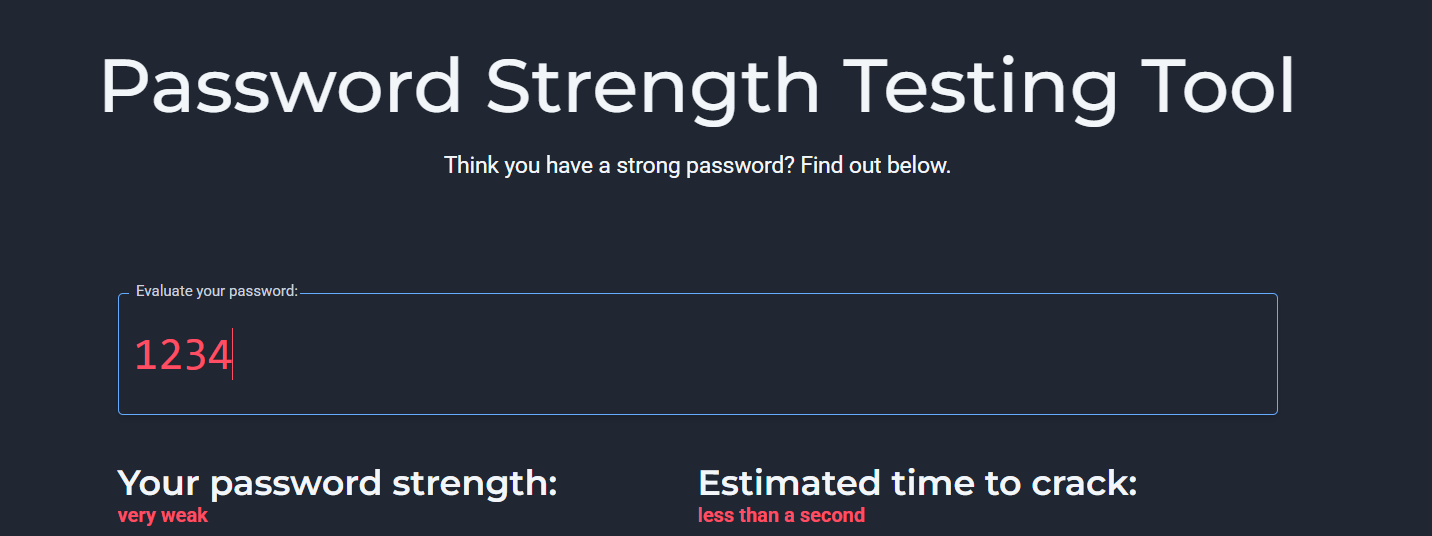 Password Strength Testing Tool
Think you have a strong password? Find out below.
Evaluate your password:
1234
Your password strength:
very weak
Estimated time to crack:
less than a second